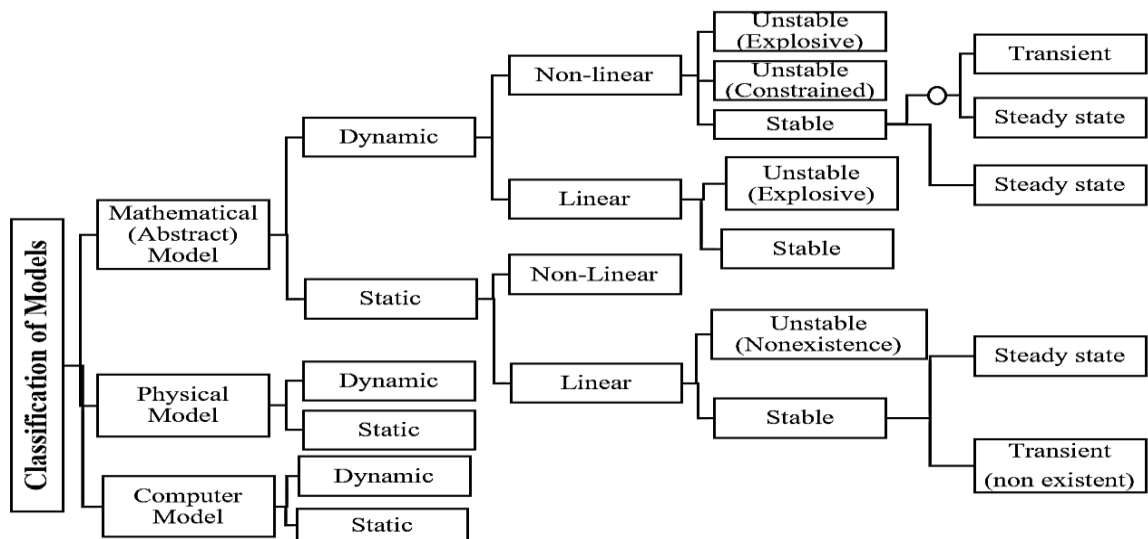 Classification of Models
Mathematical
(Abstract)
Model
Physical
Model
Computer
Model
Dynamic
Static
Dynamic
Static
Dynamic
Static
Non-linear
Linear
Non-Linear
Linear
Unstable
(Explosive)
Unstable
(Constrained)
Stable
Unstable
(Explosive)
Stable
Unstable
(Nonexistence)
Stable
Transient
Steady state
Steady state
Steady state
Transient
(non existent)